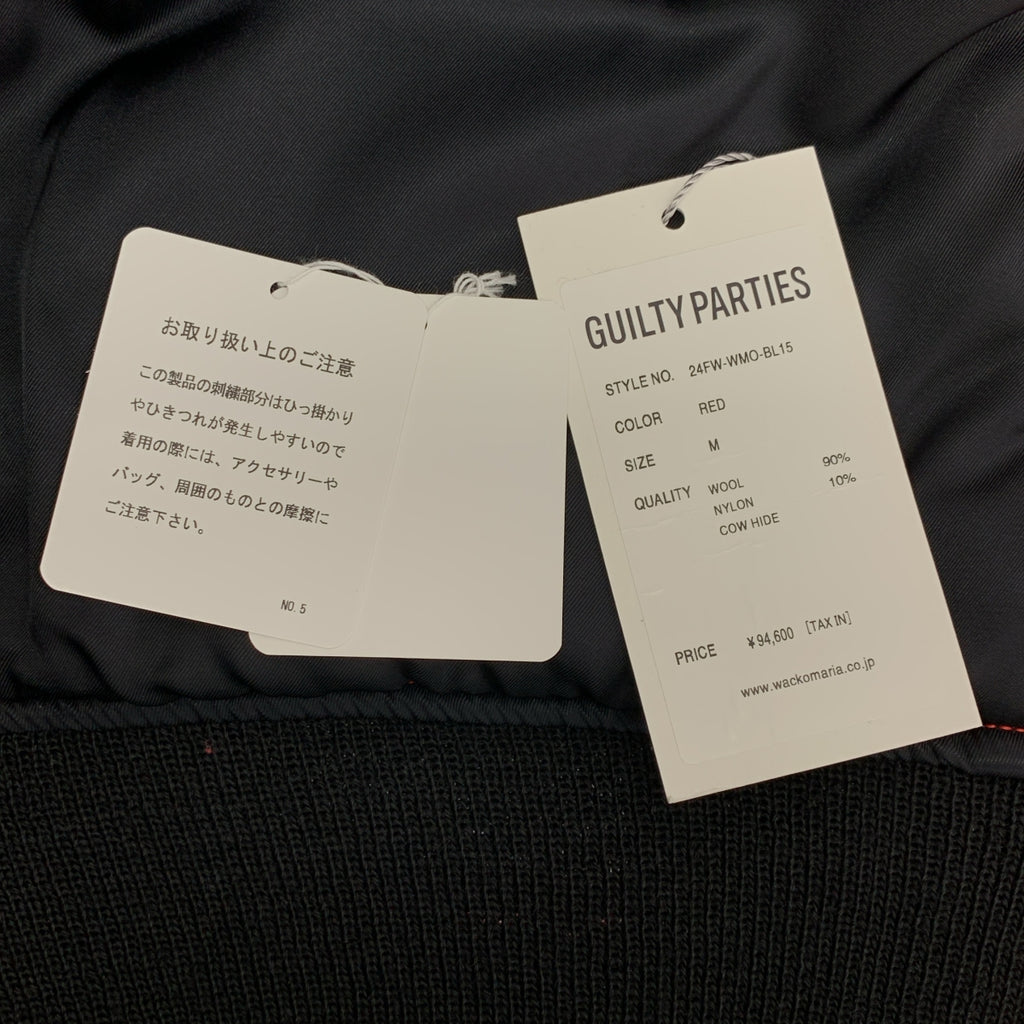 お取り扱い上のご注意
この製品の刺繍部分はひっ掛かり
やひきつれが発生しやすいので
着用の際には、アクセサリーや
バッグ、周囲のものとの摩擦に
ご注意下さい。
NO. 5
GUILTY PARTIES
STYLE NO. 24FW-WMO-BL15
COLOR RED
SIZE M
QUALITY WOOL 90%
NYLON 10%
COW HIDE
PRICE ¥94,600 [TAX IN]
www.wackomaria.co.jp